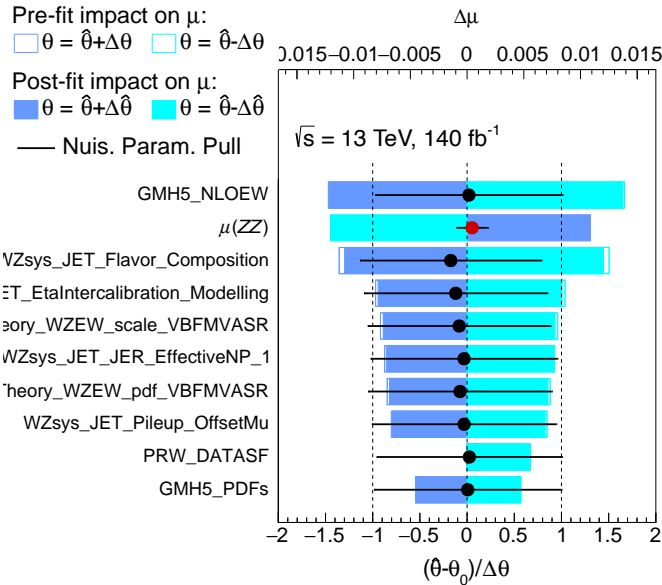 Pre-fit impact on μ:
θ = θ̂+Δθ θ = θ̂-Δθ
Post-fit impact on μ:
θ = θ̂+Δθ̂ θ = θ̂-Δθ̂
Nuis. Param. Pull
Δμ
0.015 −0.01 −0.005 0 0.005 0.01 0.015
√s = 13 TeV, 140 fb⁻¹
GMH5_NLOEW
μ(ZZ)
WZsys_JET_Flavor_Composition
ET_EtaIntercalibration_Modelling
eory_WZEW_scale_VBFMVASR
WZsys_JET_JER_EffectiveNP_1
Theory_WZEW_pdf_VBFMVASR
WZsys_JET_Pileup_OffsetMu
PRW_DATASF
GMH5_PDFs
−2 −1.5 −1 −0.5 0 0.5 1 1.5 2
(θ̂-θ₀)/Δθ